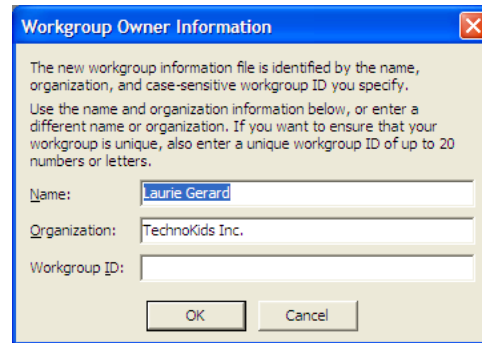 Workgroup Owner Information
The new workgroup information file is identified by the name,
organization, and case-sensitive workgroup ID you specify.
Use the name and organization information below, or enter a
different name or organization. If you want to ensure that your
workgroup is unique, also enter a unique workgroup ID of up to 20
numbers or letters.
Name: Laurie Gerard
Organization: TechnoKids Inc.
Workgroup ID:
OK Cancel